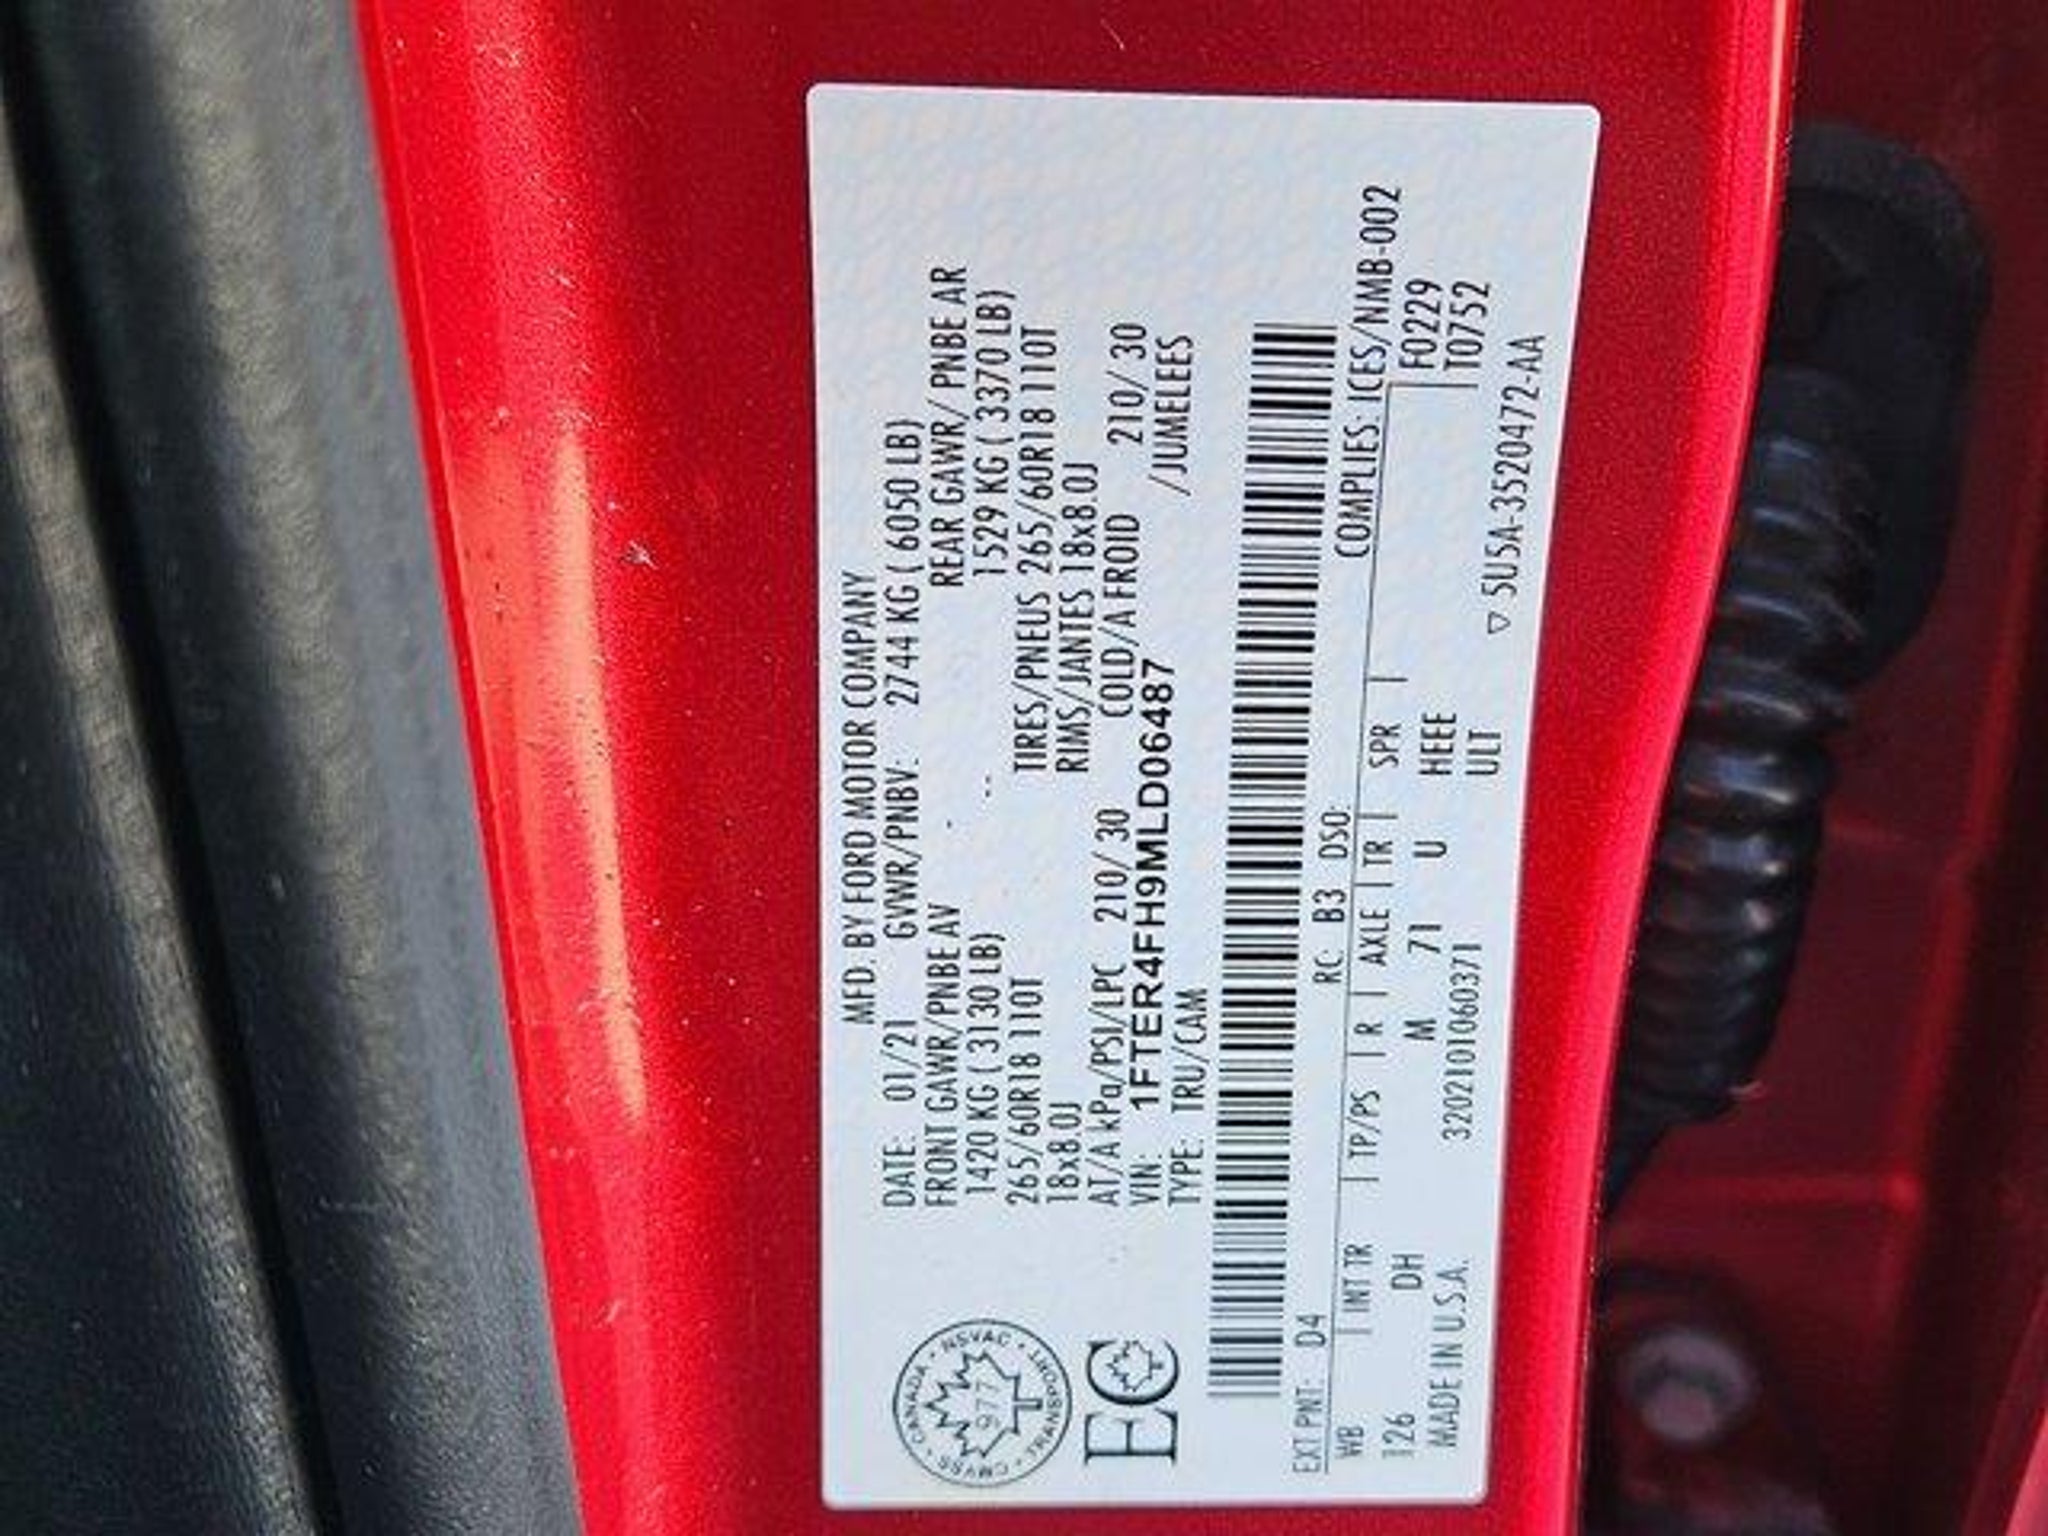 MFD. BY FORD MOTOR COMPANY
DATE: 01/21 GVWR/PNBV: 2744 KG ( 6050 LB)
FRONT GAWR/PNBE AV REAR GAWR/ PNBE AR
1420 KG ( 3130 LB) 1529 KG ( 3370 LB)
265/60R18 110T TIRES/PNEUS 265/60R18 110T
18x8.0J RIMS/JANTES 18x8.0J
AT/A kPa/PSI/LPC 210/ 30 COLD/A FROID 210/ 30
VIN: 1FTER4FH9MLD06487 /JUMELEES
TYPE: TRU/CAM
CANADA · NSVAC · TRANSPORT · CMVSS
977
EC
COMPLIES: ICES/NMB-002
EXT PNT: D4 RC: B3 DSO: F0229
WB INT TR TP/PS R AXLE TR SPR T0752
126 DH M 71 U HEEE
ULT
MADE IN U.S.A. 3202101060371 ▽ 5U5A-3520472-AA